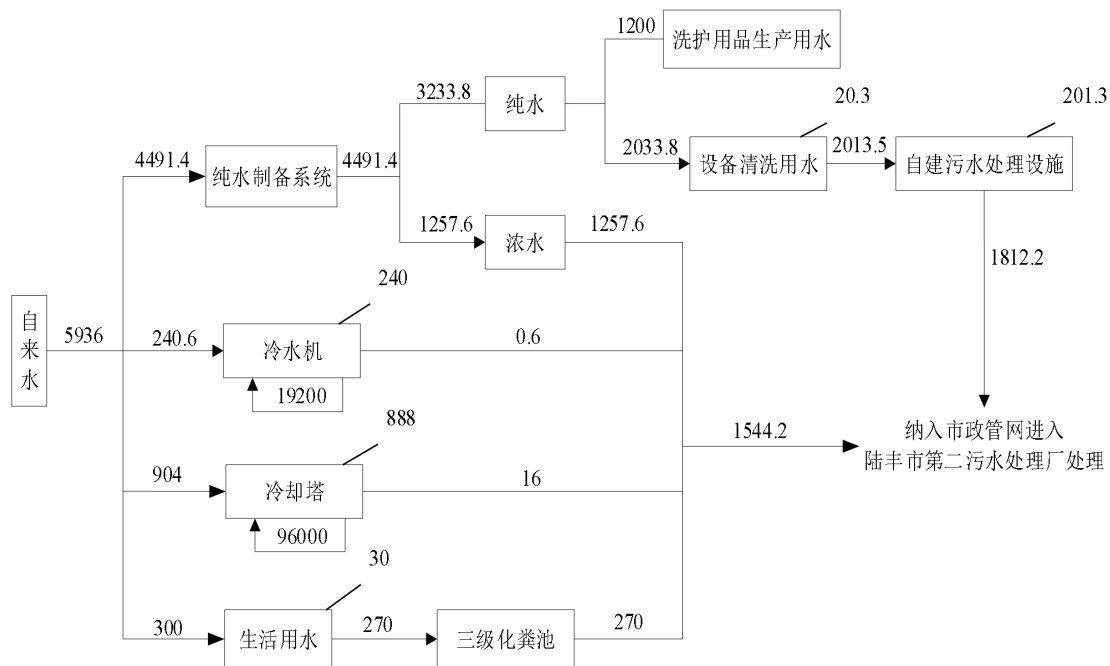 1200
洗护用品生产用水
3233.8
纯水
20.3
201.3
4491.4
纯水制备系统
4491.4
2033.8
设备清洗用水
2013.5
自建污水处理设施
1257.6
浓水
1257.6
1812.2
240
自来水
5936
240.6
冷水机
0.6
19200
888
1544.2
纳入市政管网进入
陆丰市第二污水处理厂处理
904
冷却塔
16
96000
30
300
生活用水
270
三级化粪池
270